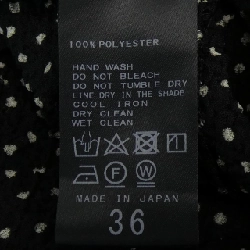 100% POLYESTER
HAND WASH
DO NOT BLEACH
DO NOT TUMBLE DRY
LINE DRY IN THE SHADE
COOL IRON
DRY CLEAN
WET CLEAN
F W
MADE IN JAPAN
36